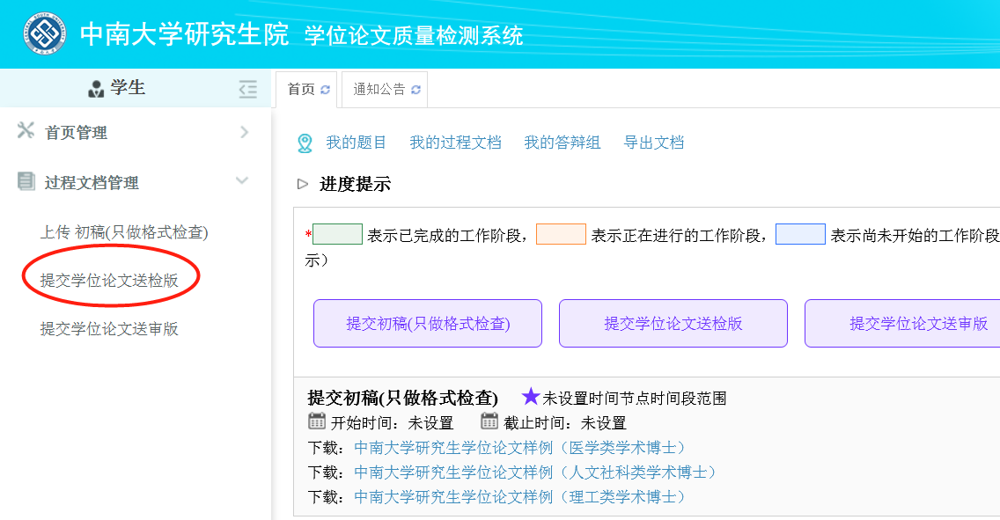 中南大学研究生院 学位论文质量检测系统
学生
首页 通知公告
首页管理
过程文档管理
上传 初稿(只做格式检查)
提交学位论文送检版
提交学位论文送审版
我的题目 我的过程文档 我的答辩组 导出文档
进度提示
* 表示已完成的工作阶段， 表示正在进行的工作阶段， 表示尚未开始的工作阶段
示）
提交初稿(只做格式检查) 提交学位论文送检版 提交学位论文送审版
提交初稿(只做格式检查) ★未设置时间节点时间段范围
开始时间：未设置 截止时间：未设置
下载：中南大学研究生学位论文样例（医学类学术博士）
下载：中南大学研究生学位论文样例（人文社科类学术博士）
下载：中南大学研究生学位论文样例（理工类学术博士）